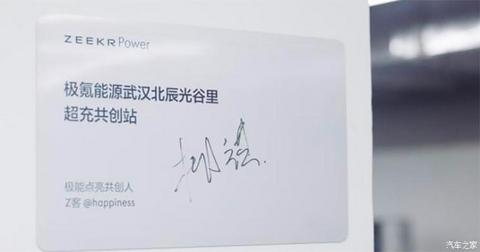 ZEEKR Power
极氪能源武汉北辰光谷里
超充共创站
极能点亮共创人
Z客 @happiness
汽车之家